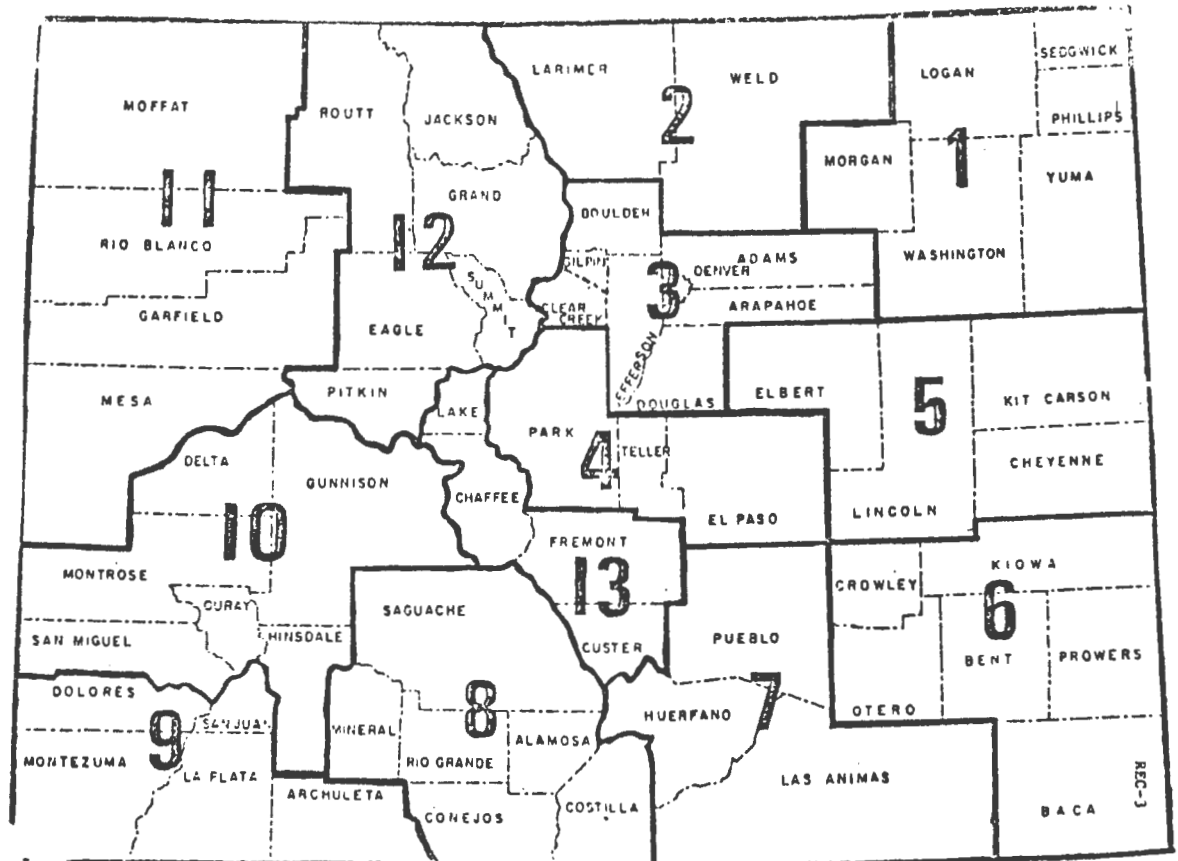 MOFFAT
ROUTT
JACKSON
LARIMER
WELD
LOGAN
SEDGWICK
PHILLIPS
2
1
MORGAN
YUMA
11
GRAND
BOULDER
RIO BLANCO
12
GILPIN
3
DENVER
ADAMS
WASHINGTON
SUMMIT
CLEAR
CREEK
ARAPAHOE
GARFIELD
EAGLE
JEFFERSON
MESA
PITKIN
LAKE
DOUGLAS
ELBERT
5
KIT CARSON
PARK
4
TELLER
DELTA
GUNNISON
CHAFFEE
CHEYENNE
10
EL PASO
LINCOLN
MONTROSE
FREMONT
13
KIOWA
OURAY
SAGUACHE
CROWLEY
6
SAN MIGUEL
HINSDALE
CUSTER
PUEBLO
BENT
PROWERS
DOLORES
8
7
HUERFANO
OTERO
9
SAN JUAN
MINERAL
ALAMOSA
MONTEZUMA
LA PLATA
RIO GRANDE
LAS ANIMAS
ARCHULETA
CONEJOS
COSTILLA
BACA
REC-3